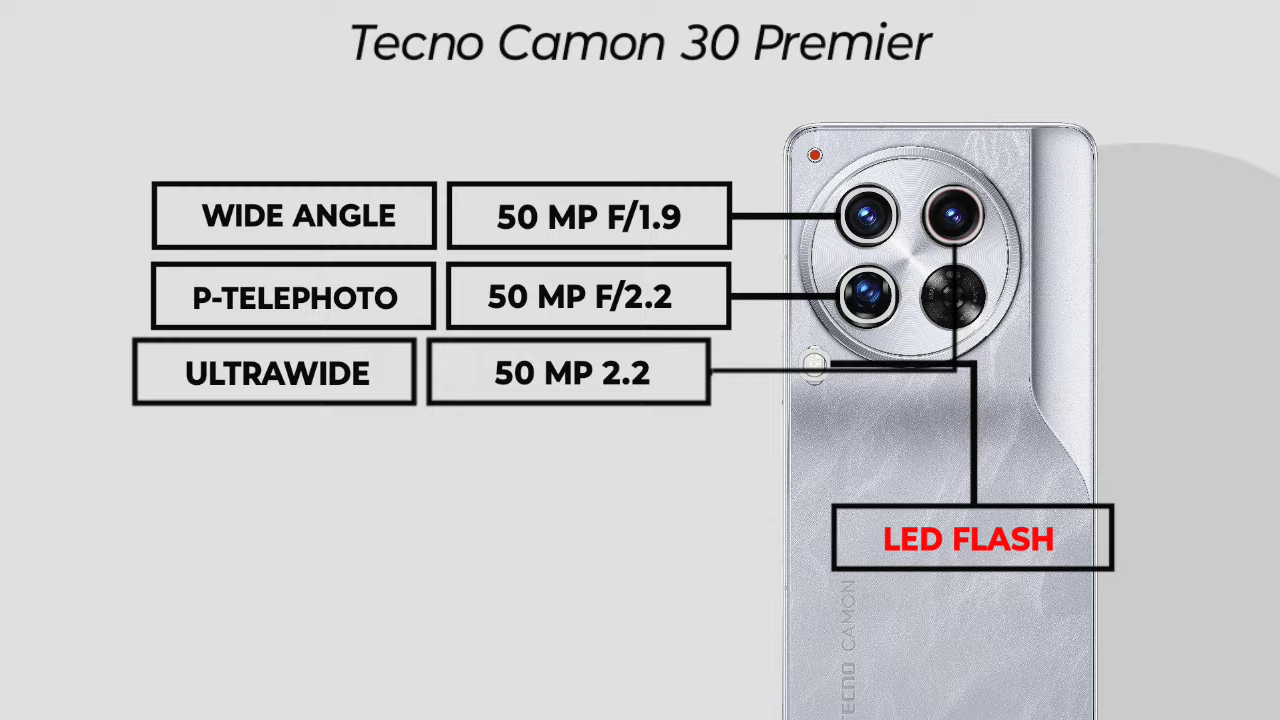 Tecno Camon 30 Premier
WIDE ANGLE 50 MP F/1.9
P-TELEPHOTO 50 MP F/2.2
ULTRAWIDE 50 MP 2.2
LED FLASH
TECNO CAMON